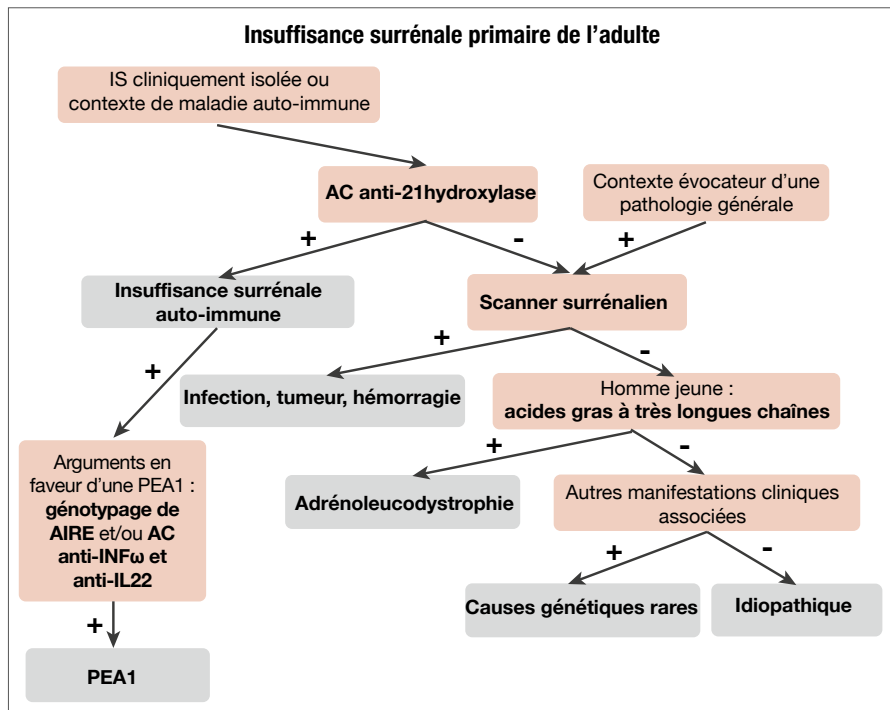 Insuffisance surrénale primaire de l'adulte
IS cliniquement isolée ou
contexte de maladie auto-immune
AC anti-21hydroxylase
Contexte évocateur d'une
pathologie générale
+
-
+
Insuffisance surrénale
auto-immune
Scanner surrénalien
+
+
-
Infection, tumeur, hémorragie
Homme jeune :
acides gras à très longues chaînes
+
-
Arguments en
faveur d'une PEA1 :
génotypage de
AIRE et/ou AC
anti-INFω et
anti-IL22
Adrénoleucodystrophie
Autres manifestations cliniques
associées
+
-
+
Causes génétiques rares
Idiopathique
PEA1